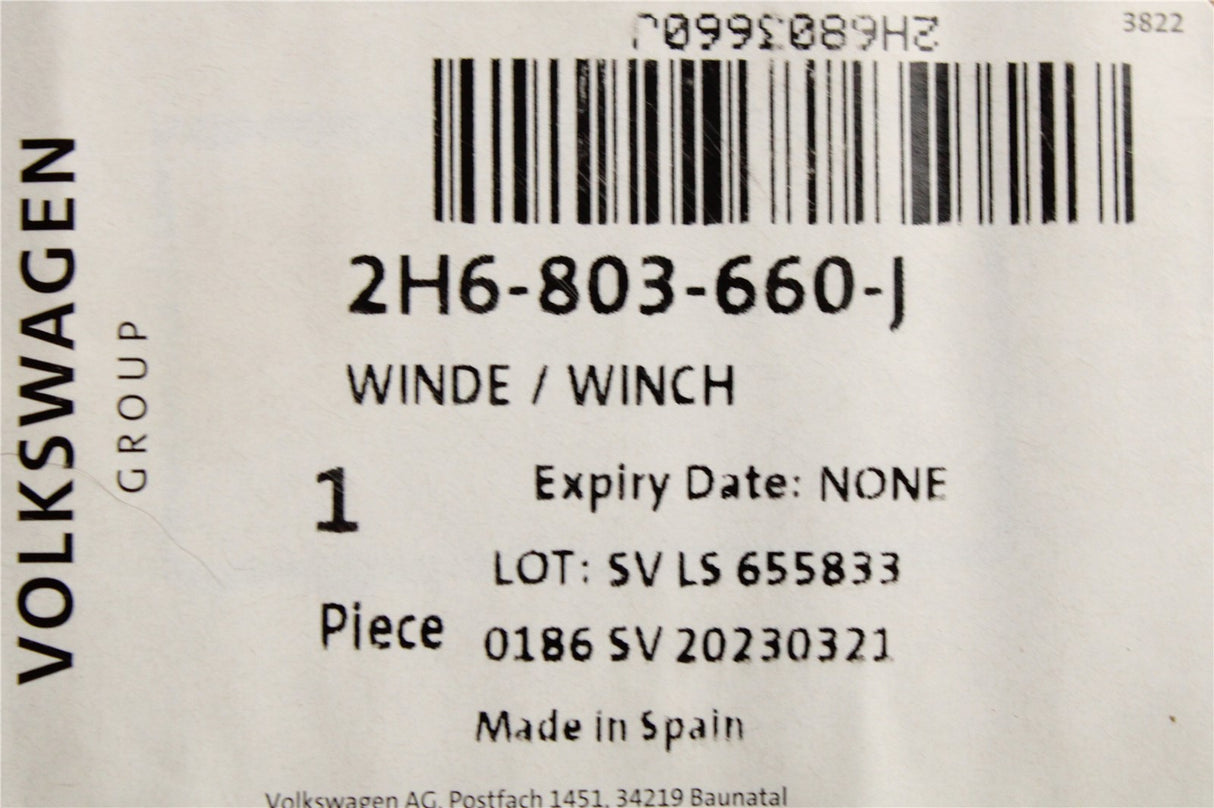 2H6803660J
3822
VOLKSWAGEN
GROUP
2H6-803-660-J
WINDE / WINCH
1
Expiry Date: NONE
LOT: SV LS 655833
Piece
0186 SV 20230321
Made in Spain
Volkswagen AG, Postfach 1451, 34219 Baunatal